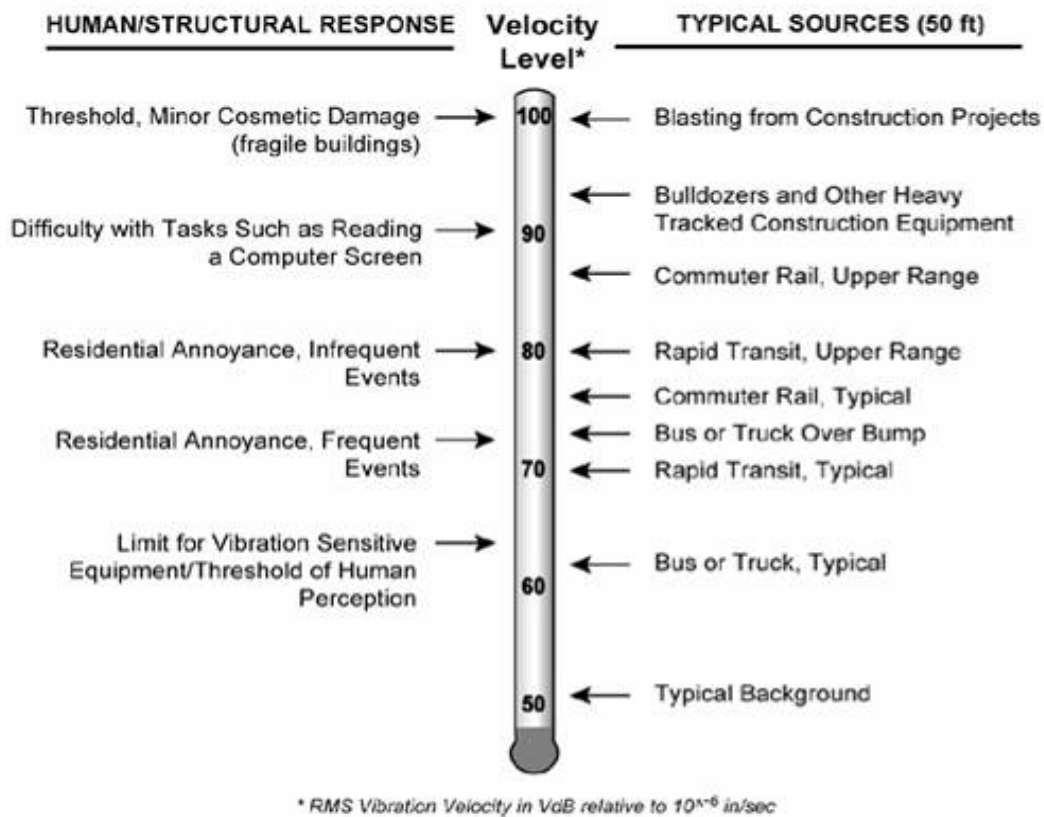 HUMAN/STRUCTURAL RESPONSE
Velocity
Level*
TYPICAL SOURCES (50 ft)
Threshold, Minor Cosmetic Damage
(fragile buildings)
100
Blasting from Construction Projects
Bulldozers and Other Heavy
Tracked Construction Equipment
Difficulty with Tasks Such as Reading
a Computer Screen
90
Commuter Rail, Upper Range
Residential Annoyance, Infrequent
Events
80
Rapid Transit, Upper Range
Commuter Rail, Typical
Residential Annoyance, Frequent
Events
Bus or Truck Over Bump
70
Rapid Transit, Typical
Limit for Vibration Sensitive
Equipment/Threshold of Human
Perception
Bus or Truck, Typical
60
50
Typical Background
* RMS Vibration Velocity in VdB relative to 10^-6 in/sec